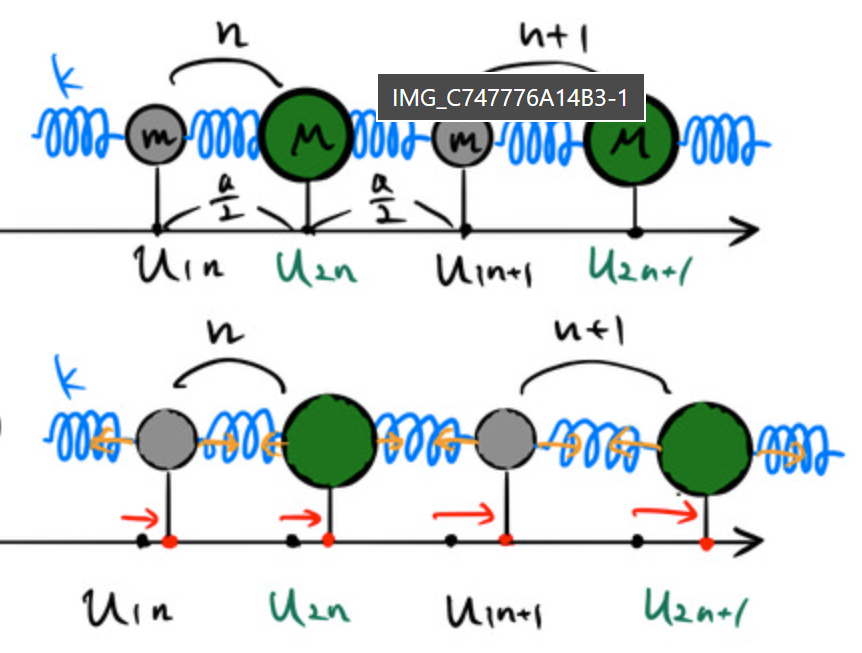 n n+1
k IMG_C747776A14B3-1
m M m M
a/2 a/2
U1n U2n U1n+1 U2n+1
n n+1
k
U1n U2n U1n+1 U2n+1